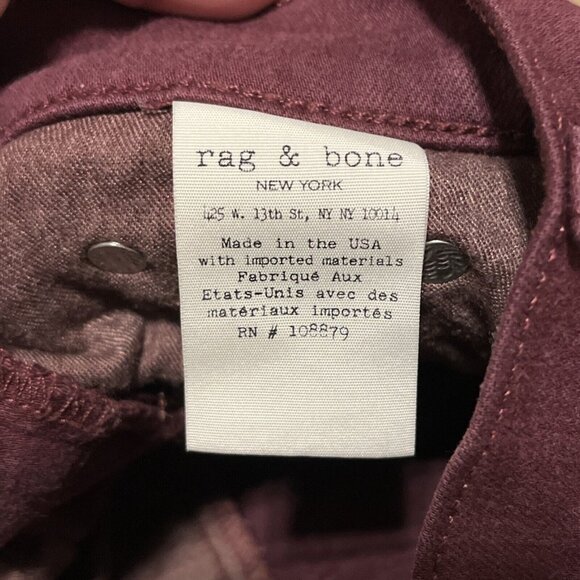 rag & bone
NEW YORK
425 W. 13th St, NY NY 10014
Made in the USA
with imported materials
Fabriqué Aux
Etats-Unis avec des
matériaux importés
RN # 108879